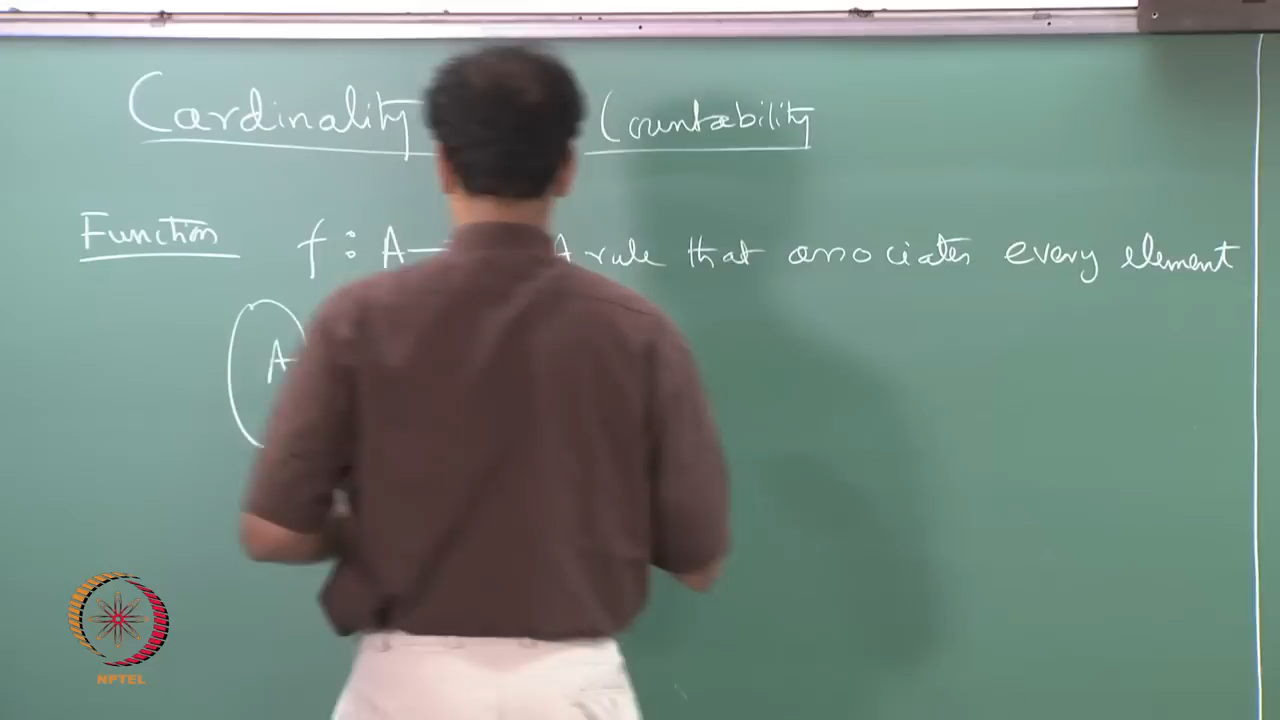 Cardinality Countability
Function f : A — A rule that associates every element
A
NPTEL